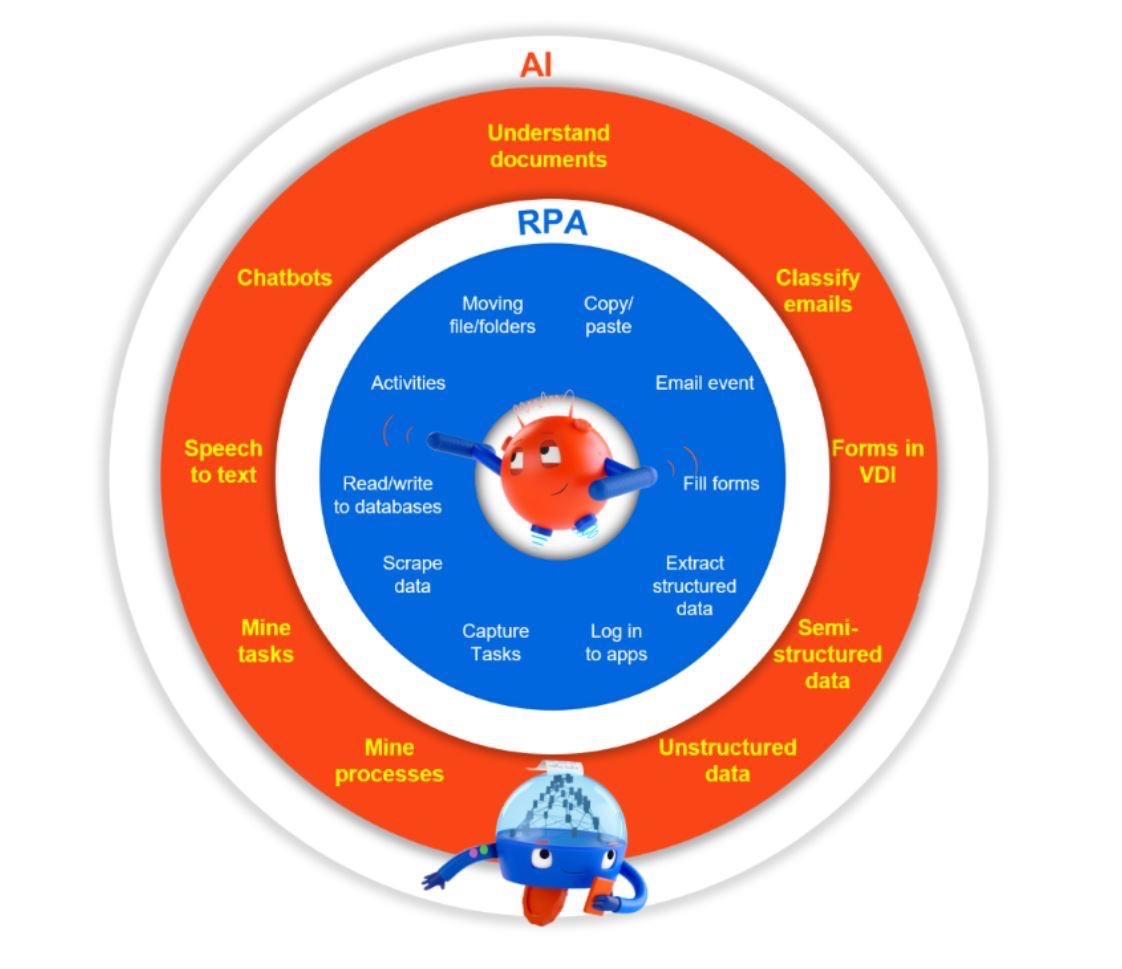 AI
Understand
documents
RPA
Chatbots
Classify
emails
Moving
file/folders
Copy/
paste
Activities
Email event
Speech
to text
Forms in
VDI
Read/write
to databases
Fill forms
Scrape
data
Extract
structured
data
Mine
tasks
Capture
Tasks
Log in
to apps
Semi-
structured
data
Mine
processes
Unstructured
data